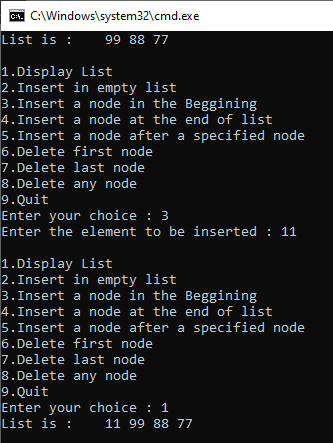 C:\Windows\system32\cmd.exe
List is :    99 88 77
1.Display List
2.Insert in empty list
3.Insert a node in the Beggining
4.Insert a node at the end of list
5.Insert a node after a specified node
6.Delete first node
7.Delete last node
8.Delete any node
9.Quit
Enter your choice : 3
Enter the element to be inserted : 11
1.Display List
2.Insert in empty list
3.Insert a node in the Beggining
4.Insert a node at the end of list
5.Insert a node after a specified node
6.Delete first node
7.Delete last node
8.Delete any node
9.Quit
Enter your choice : 1
List is :    11 99 88 77